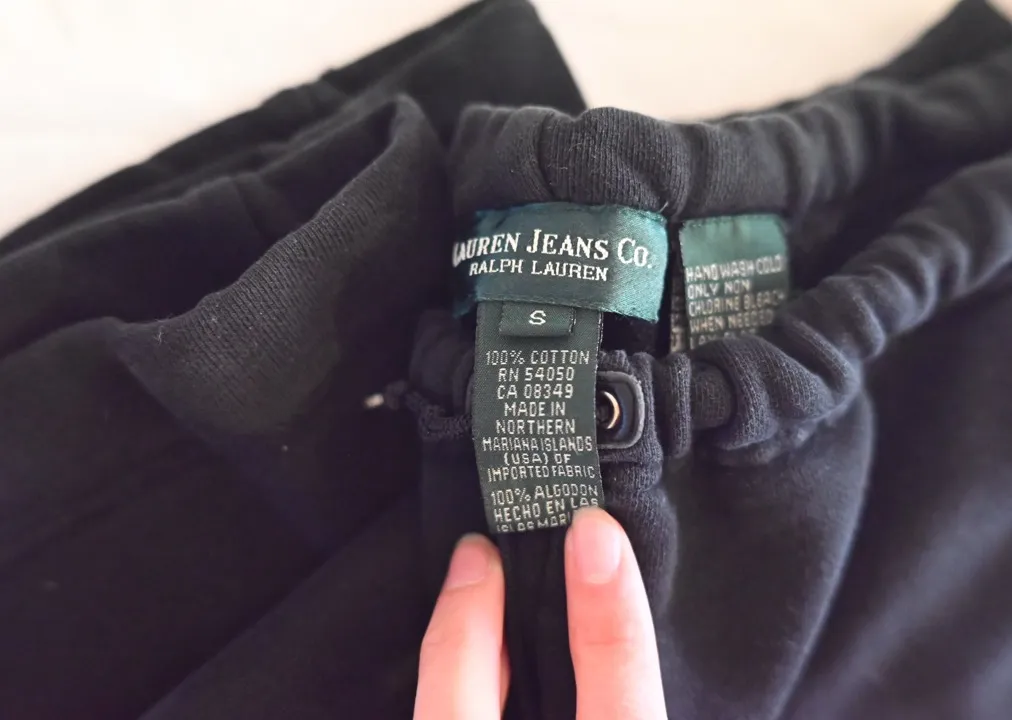 LAUREN JEANS CO.
RALPH LAUREN
S
100% COTTON
RN 54050
CA 08349
MADE IN
NORTHERN
MARIANA ISLANDS
(USA) OF
IMPORTED FABRIC
100% ALGODON
HECHO EN LAS
ISLAS
HAND WASH COLD
ONLY NON
CHLORINE BLEACH
WHEN NEEDED